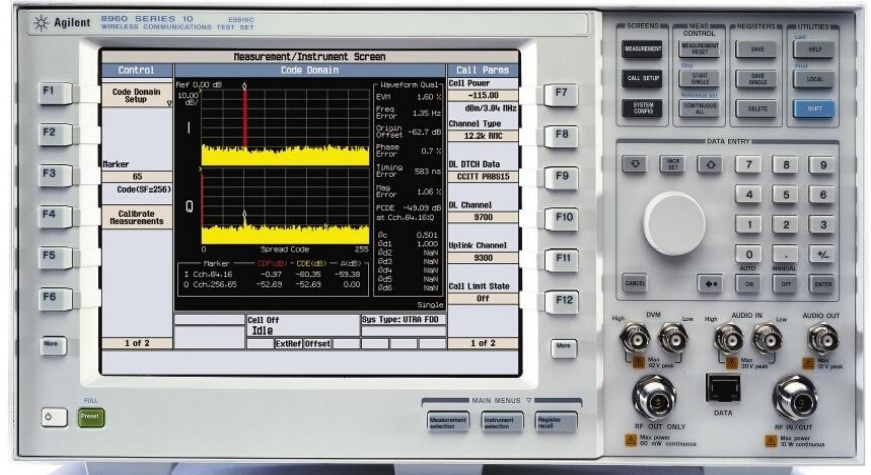 Agilent 8960 SERIES 10 E5515C
WIRELESS COMMUNICATIONS TEST SET
Measurement/Instrument Screen
Control Code Domain Call Parms
F1
F2
F3
F4
F5
F6
More
Code Domain
Setup
Marker
65
Code(SF=256)
Calibrate
Measurements
1 of 2
Ref 0.00 dB
10.00
dB/
I
Q
0 Spread Code 255
Marker CDP(dB) CDE(dB) A(dB)
I Cch,64.16 -0.97 -60.35 -59.38
Q Cch,256.65 -52.69 -52.69 0.00
Waveform Qual
EVM 1.60 %
Freq
Error 1.35 Hz
Origin
Offset -62.7 dB
Phase
Error 0.7 %
Timing
Error 583 ns
Mag
Error 1.06 %
PCDE -49.09 dB
at Cch,64.16:Q
βc 0.501
βd1 1.000
βd2 NaN
βd3 NaN
βd4 NaN
βd5 NaN
βd6 NaN
Single
Cell Off
Idle
Sys Type: UTRA FDD
ExtRef Offset
Cell Power
-115.00
dBm/3.84 MHz
Channel Type
12.2k RMC
DL DTCH Data
CCITT PRBS15
DL Channel
9700
Uplink Channel
9300
Call Limit State
Off
1 of 2
F7
F8
F9
F10
F11
F12
More
FULL
Preset
MAIN MENUS
Measurement
selection
Instrument
selection
Register
recall
SCREENS
MEAS
CONTROL
REGISTERS
UTILITIES
MEASUREMENT
MEASUREMENT
RESET
SAVE
Last
HELP
CALL SETUP
Stop
START
SINGLE
SAVE
SINGLE
Print
LOCAL
SYSTEM
CONFIG
Reference set
CONTINUOUS
ALL
DELETE
SHIFT
DATA ENTRY
INCR
SET
7 8 9
4 5 6
1 2 3
0 . +/-
AUTO MANUAL
CANCEL
ON OFF ENTER
High DVM Low
High AUDIO IN Low
AUDIO OUT
Max
42 V peak
Max
30 V peak
Max
12 V peak
DATA
RF OUT ONLY
Max power
60 mW continuous
RF IN/OUT
Max power
10 W continuous